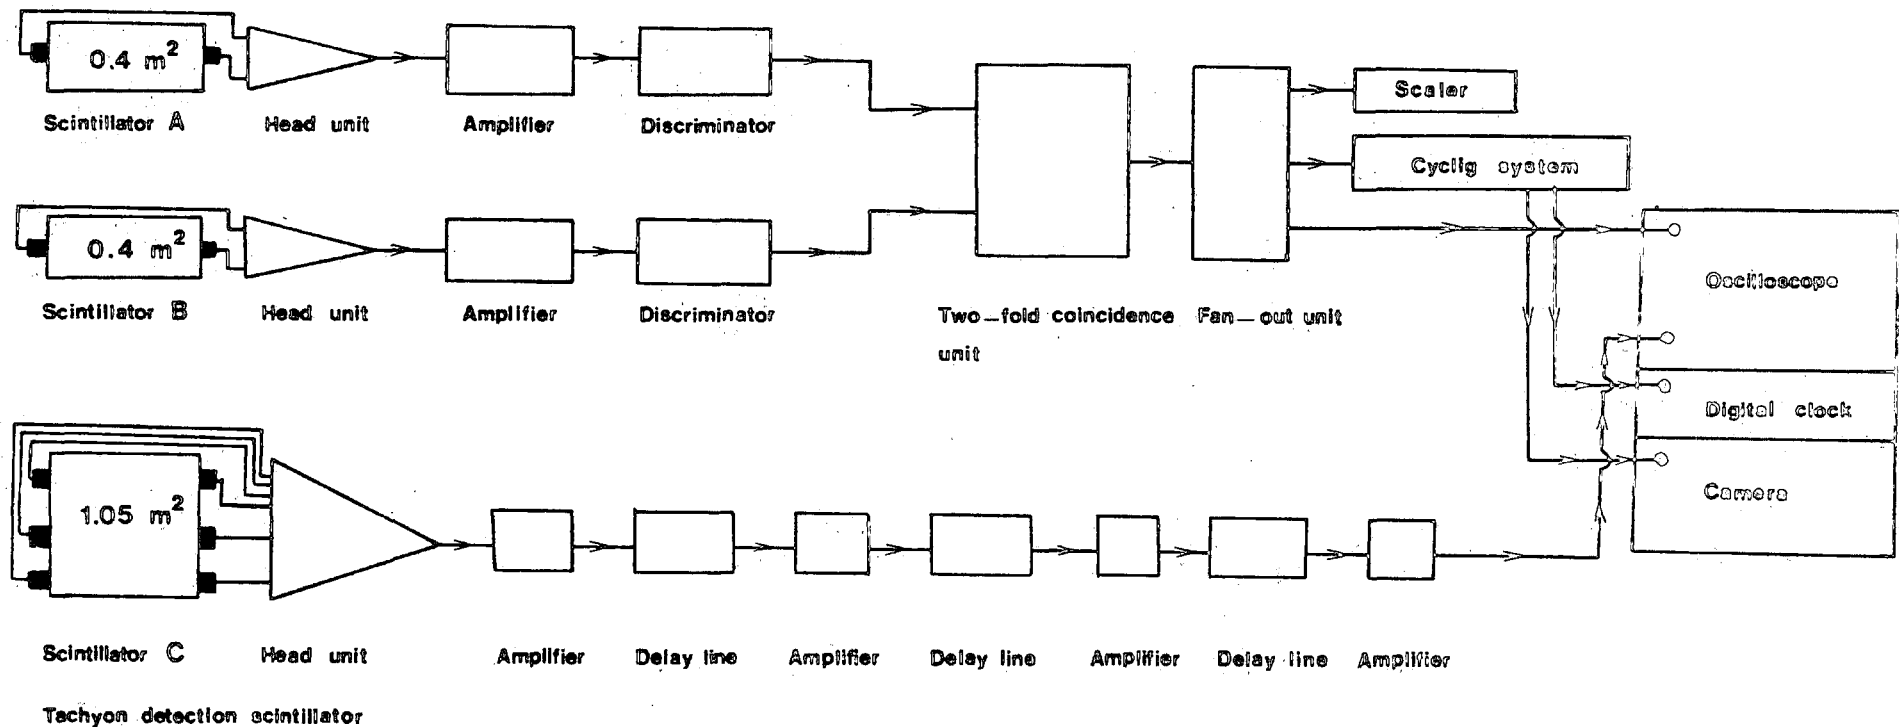 0.4 m²
Scintillator A
Head unit
Amplifier
Discriminator
Scaler
Cyclig system
0.4 m²
Scintillator B
Head unit
Amplifier
Discriminator
Two—fold coincidence
unit
Fan—out unit
Oscilloscope
Digital clock
Camera
1.05 m²
Scintillator C
Head unit
Amplifier
Delay line
Amplifier
Delay line
Amplifier
Delay line
Amplifier
Tachyon detection scintillator